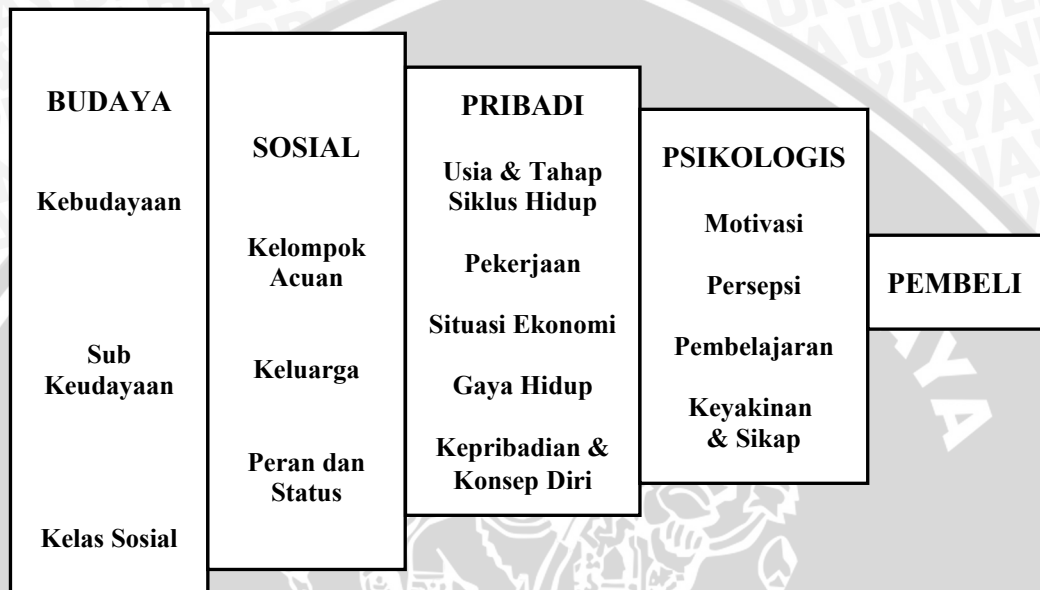 BUDAYA
Kebudayaan
Sub
Keudayaan
Kelas Sosial
SOSIAL
Kelompok
Acuan
Keluarga
Peran dan
Status
PRIBADI
Usia & Tahap
Siklus Hidup
Pekerjaan
Situasi Ekonomi
Gaya Hidup
Kepribadian &
Konsep Diri
PSIKOLOGIS
Motivasi
Persepsi
Pembelajaran
Keyakinan
& Sikap
PEMBELI